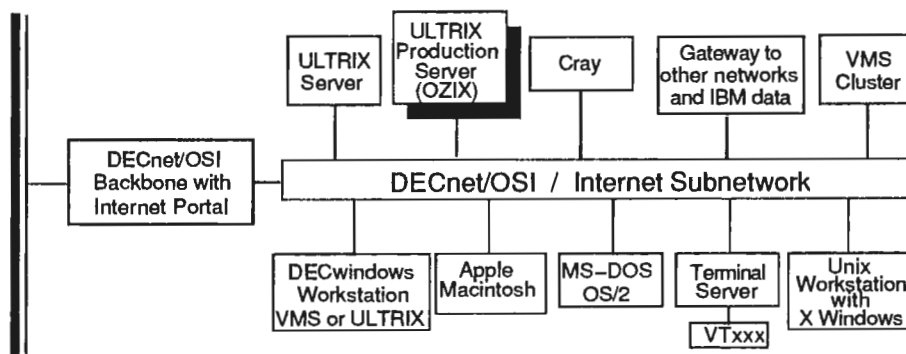 ULTRIX
Server
ULTRIX
Production
Server
(OZIX)
Cray
Gateway to
other networks
and IBM data
VMS
Cluster
DECnet/OSI
Backbone with
Internet Portal
DECnet/OSI / Internet Subnetwork
DECwindows
Workstation
VMS or ULTRIX
Apple
Macintosh
MS-DOS
OS/2
Terminal
Server
VTxxx
Unix
Workstation
with
X Windows